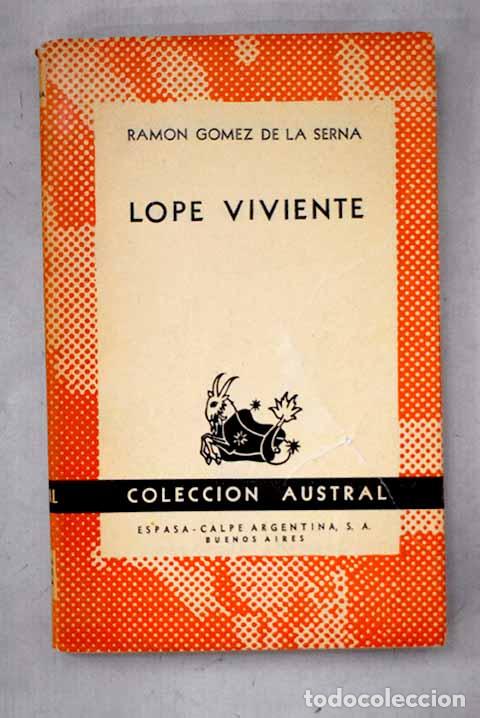 RAMON GOMEZ DE LA SERNA
LOPE VIVIENTE
COLECCION AUSTRAL
ESPASA-CALPE ARGENTINA, S. A.
BUENOS AIRES
todocoleccion